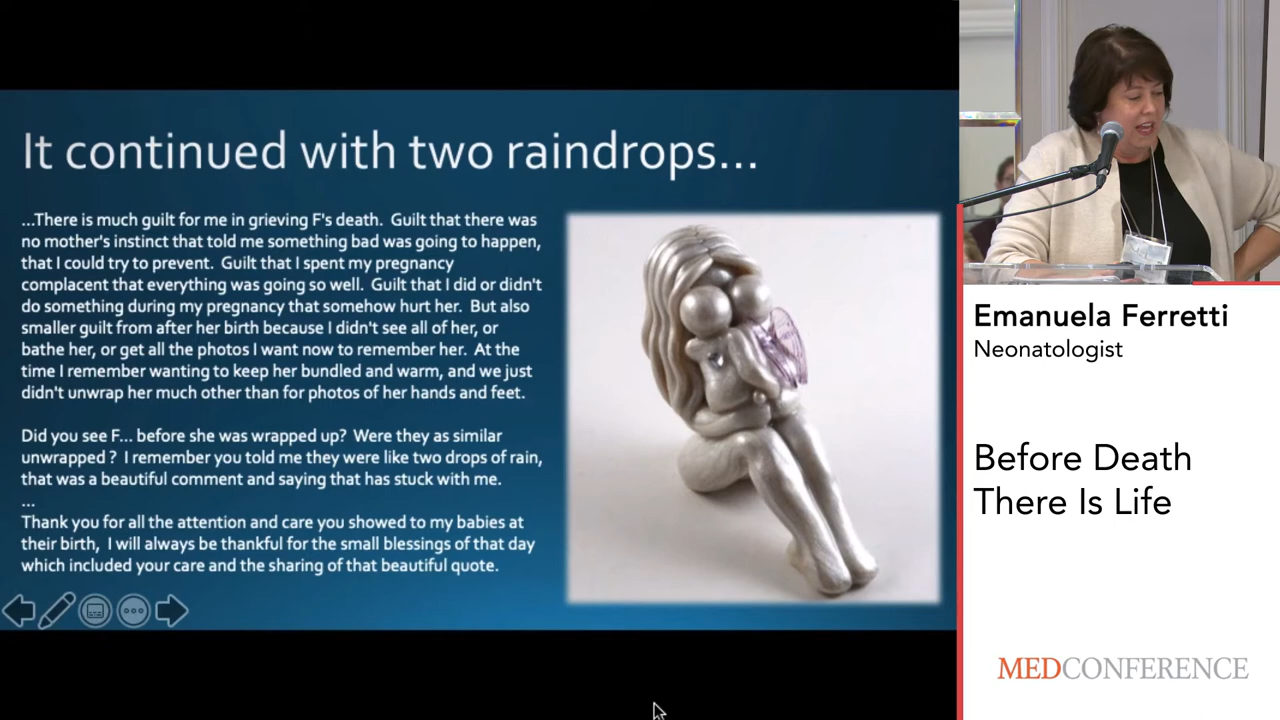 It continued with two raindrops...
...There is much guilt for me in grieving F's death. Guilt that there was
no mother's instinct that told me something bad was going to happen,
that I could try to prevent. Guilt that I spent my pregnancy
complacent that everything was going so well. Guilt that I did or didn't
do something during my pregnancy that somehow hurt her. But also
smaller guilt from after her birth because I didn't see all of her, or
bathe her, or get all the photos I want now to remember her. At the
time I remember wanting to keep her bundled and warm, and we just
didn't unwrap her much other than for photos of her hands and feet.
Did you see F... before she was wrapped up? Were they as similar
unwrapped ? I remember you told me they were like two drops of rain,
that was a beautiful comment and saying that has stuck with me.
...
Thank you for all the attention and care you showed to my babies at
their birth, I will always be thankful for the small blessings of that day
which included your care and the sharing of that beautiful quote.
Emanuela Ferretti
Neonatologist
Before Death
There Is Life
MEDCONFERENCE